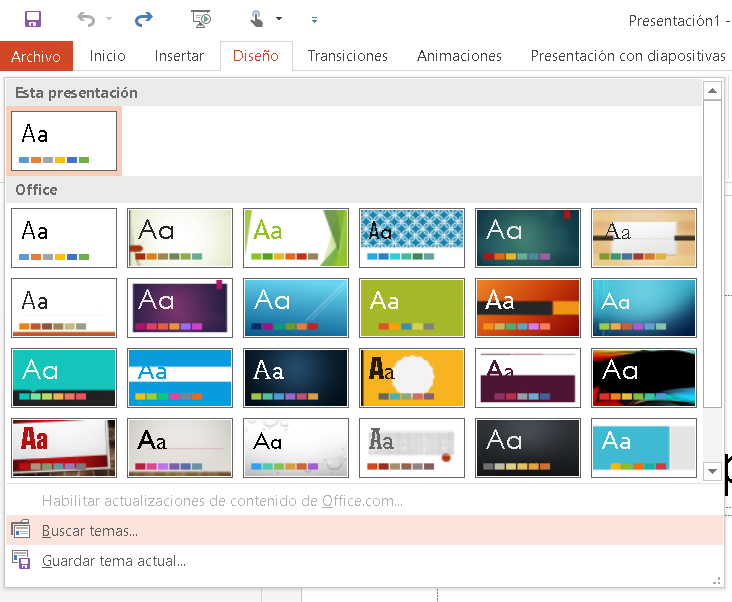 Presentación1 -
Archivo Inicio Insertar Diseño Transiciones Animaciones Presentación con diapositivas
Esta presentación
Aa
Office
Aa Aa Aa Aa Aa Aa
Aa Aa Aa Aa Aa Aa
Aa Aa Aa Aa Aa Aa
Aa Aa Aa Aa Aa Aa
Habilitar actualizaciones de contenido de Office.com...
Buscar temas...
Guardar tema actual...